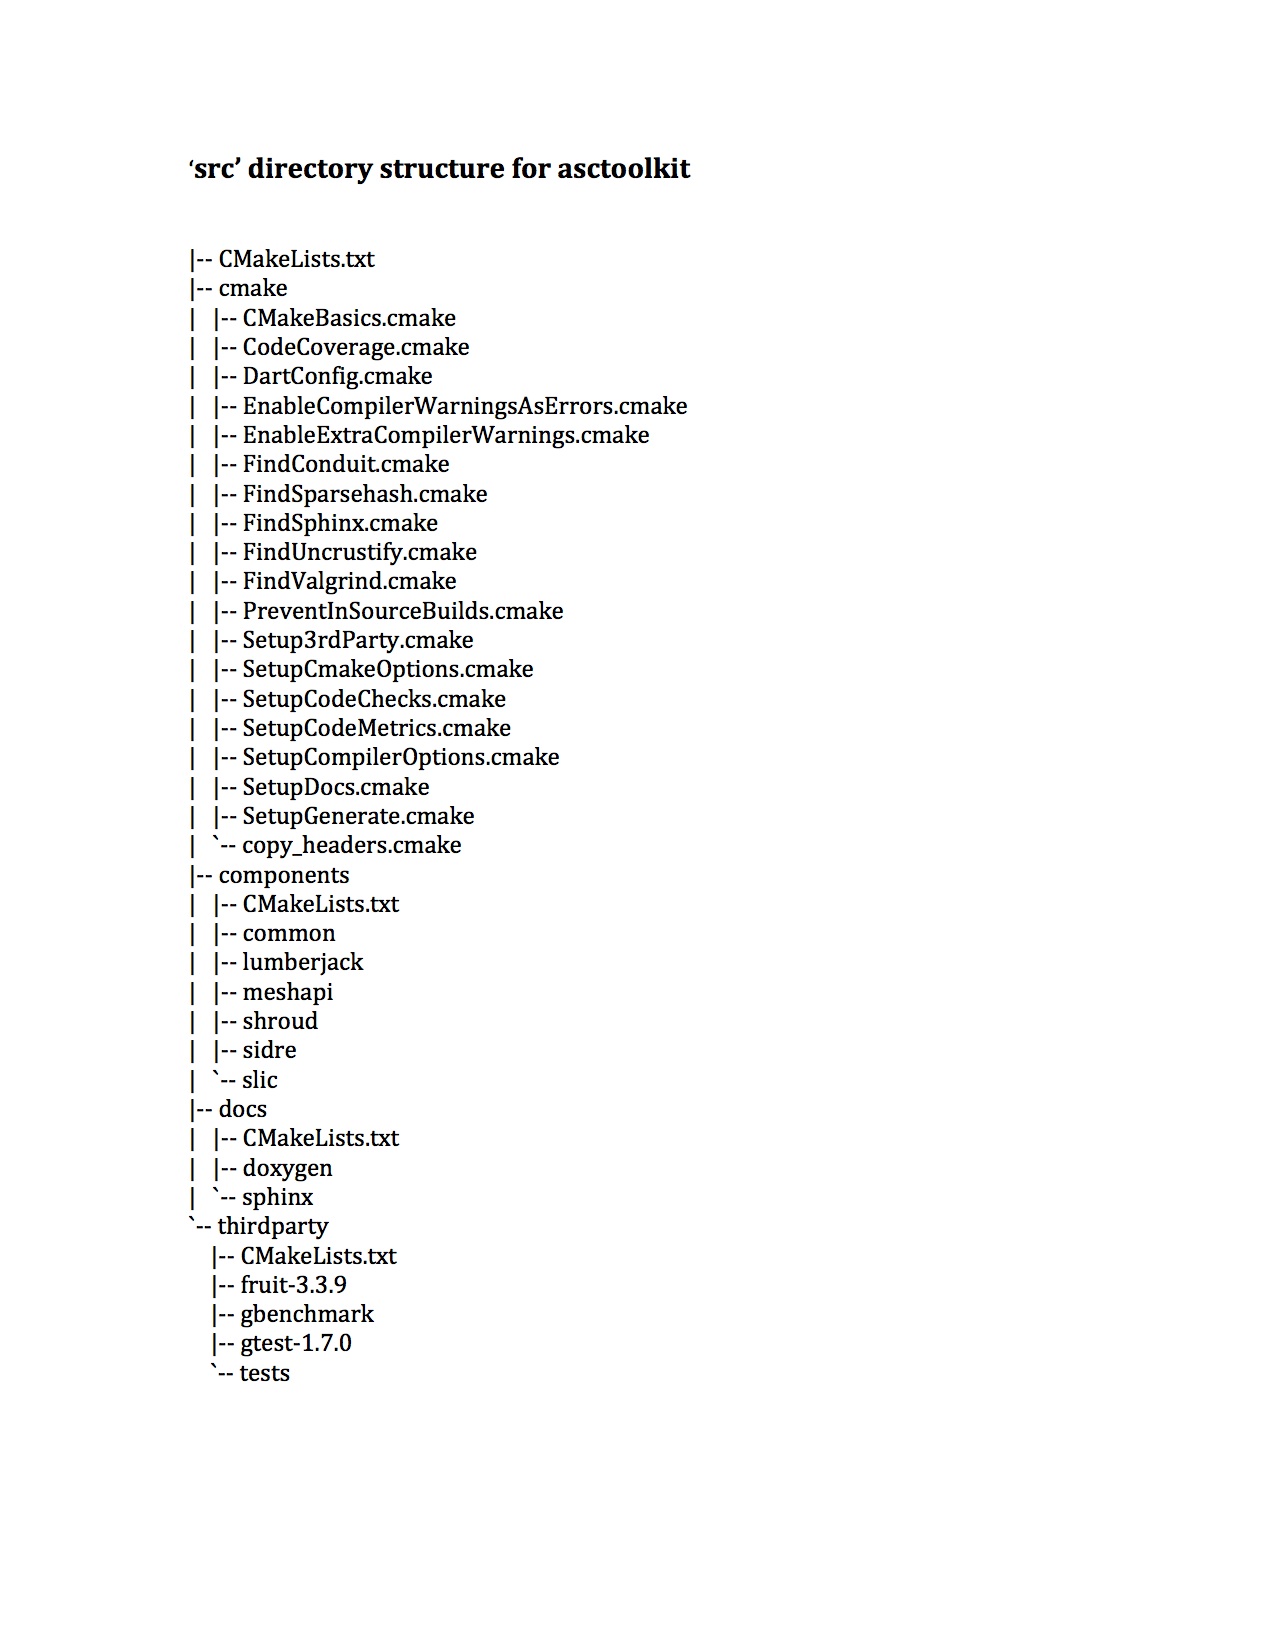 ‘src’ directory structure for asctoolkit
|-- CMakeLists.txt
|-- cmake
|   |-- CMakeBasics.cmake
|   |-- CodeCoverage.cmake
|   |-- DartConfig.cmake
|   |-- EnableCompilerWarningsAsErrors.cmake
|   |-- EnableExtraCompilerWarnings.cmake
|   |-- FindConduit.cmake
|   |-- FindSparsehash.cmake
|   |-- FindSphinx.cmake
|   |-- FindUncrustify.cmake
|   |-- FindValgrind.cmake
|   |-- PreventInSourceBuilds.cmake
|   |-- Setup3rdParty.cmake
|   |-- SetupCmakeOptions.cmake
|   |-- SetupCodeChecks.cmake
|   |-- SetupCodeMetrics.cmake
|   |-- SetupCompilerOptions.cmake
|   |-- SetupDocs.cmake
|   |-- SetupGenerate.cmake
|   `-- copy_headers.cmake
|-- components
|   |-- CMakeLists.txt
|   |-- common
|   |-- lumberjack
|   |-- meshapi
|   |-- shroud
|   |-- sidre
|   `-- slic
|-- docs
|   |-- CMakeLists.txt
|   |-- doxygen
|   `-- sphinx
`-- thirdparty
    |-- CMakeLists.txt
    |-- fruit-3.3.9
    |-- gbenchmark
    |-- gtest-1.7.0
    `-- tests